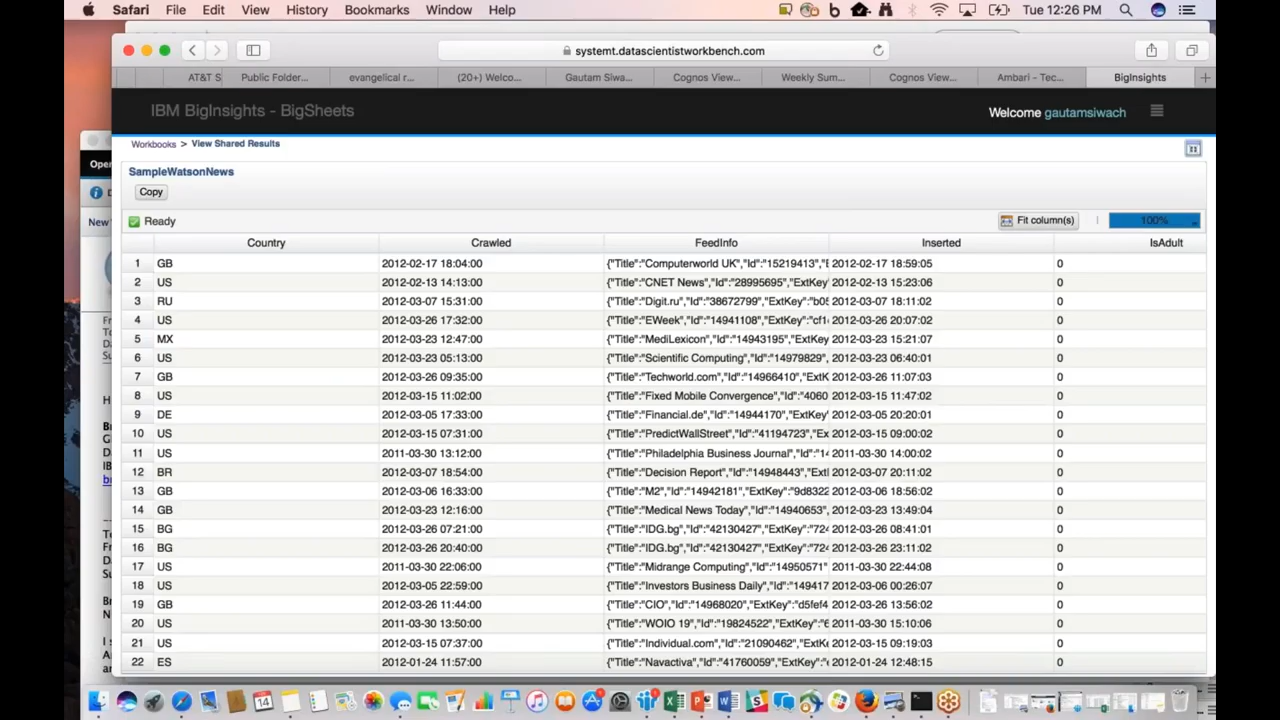 Safari File Edit View History Bookmarks Window Help Tue 12:26 PM
systemt.datascientistworkbench.com
AT&T S Public Folder... evangelical r... (20+) Welco... Gautam Siwa... Cognos View... Weekly Sum... Cognos View... Ambari - Tec... BigInsights
IBM BigInsights - BigSheets
Welcome gautamsiwach
Workbooks > View Shared Results
SampleWatsonNews
Copy
Ready Fit column(s) 100%
Country Crawled FeedInfo Inserted IsAdult
1 GB 2012-02-17 18:04:00 {"Title":"Computerworld UK","Id":"15219413","E 2012-02-17 18:59:05 0
2 US 2012-02-13 14:13:00 {"Title":"CNET News","Id":"28995695","ExtKey": 2012-02-13 15:23:06 0
3 RU 2012-03-07 15:31:00 {"Title":"Digit.ru","Id":"38672799","ExtKey":"b05 2012-03-07 18:11:02 0
4 US 2012-03-26 17:32:00 {"Title":"EWeek","Id":"14941108","ExtKey":"cf1 2012-03-26 20:07:02 0
5 MX 2012-03-23 12:47:00 {"Title":"MediLexicon","Id":"14943195","ExtKey 2012-03-23 15:21:07 0
6 US 2012-03-23 05:13:00 {"Title":"Scientific Computing","Id":"14979829", 2012-03-23 06:40:01 0
7 GB 2012-03-26 09:35:00 {"Title":"Techworld.com","Id":"14966410","ExtK 2012-03-26 11:07:03 0
8 US 2012-03-15 11:02:00 {"Title":"Fixed Mobile Convergence","Id":"4060 2012-03-15 11:47:02 0
9 DE 2012-03-05 17:33:00 {"Title":"Financial.de","Id":"14944170","ExtKey" 2012-03-05 20:20:01 0
10 US 2012-03-15 07:31:00 {"Title":"PredictWallStreet","Id":"41194723","Ex 2012-03-15 09:00:02 0
11 US 2011-03-30 13:12:00 {"Title":"Philadelphia Business Journal","Id":"14 2011-03-30 14:00:02 0
12 BR 2012-03-07 18:54:00 {"Title":"Decision Report","Id":"14948443","Extl 2012-03-07 20:11:02 0
13 GB 2012-03-06 16:33:00 {"Title":"M2","Id":"14942181","ExtKey":"9d8322 2012-03-06 18:56:02 0
14 GB 2012-03-23 12:16:00 {"Title":"Medical News Today","Id":"14940653", 2012-03-23 13:49:04 0
15 BG 2012-03-26 07:21:00 {"Title":"IDG.bg","Id":"42130427","ExtKey":"724 2012-03-26 08:41:01 0
16 BG 2012-03-26 20:40:00 {"Title":"IDG.bg","Id":"42130427","ExtKey":"724 2012-03-26 23:11:02 0
17 US 2011-03-30 22:06:00 {"Title":"Midrange Computing","Id":"14950571" 2011-03-30 22:44:08 0
18 US 2012-03-05 22:59:00 {"Title":"Investors Business Daily","Id":"149417 2012-03-06 00:26:07 0
19 GB 2012-03-26 11:44:00 {"Title":"CIO","Id":"14968020","ExtKey":"d5fef4 2012-03-26 13:56:02 0
20 US 2011-03-30 13:50:00 {"Title":"WOIO 19","Id":"19824522","ExtKey":"6 2011-03-30 15:10:06 0
21 US 2012-03-15 07:37:00 {"Title":"Individual.com","Id":"21090462","ExtKe 2012-03-15 09:19:03 0
22 ES 2012-01-24 11:57:00 {"Title":"Navactiva","Id":"41760059","ExtKey":" 2012-01-24 12:48:15 0